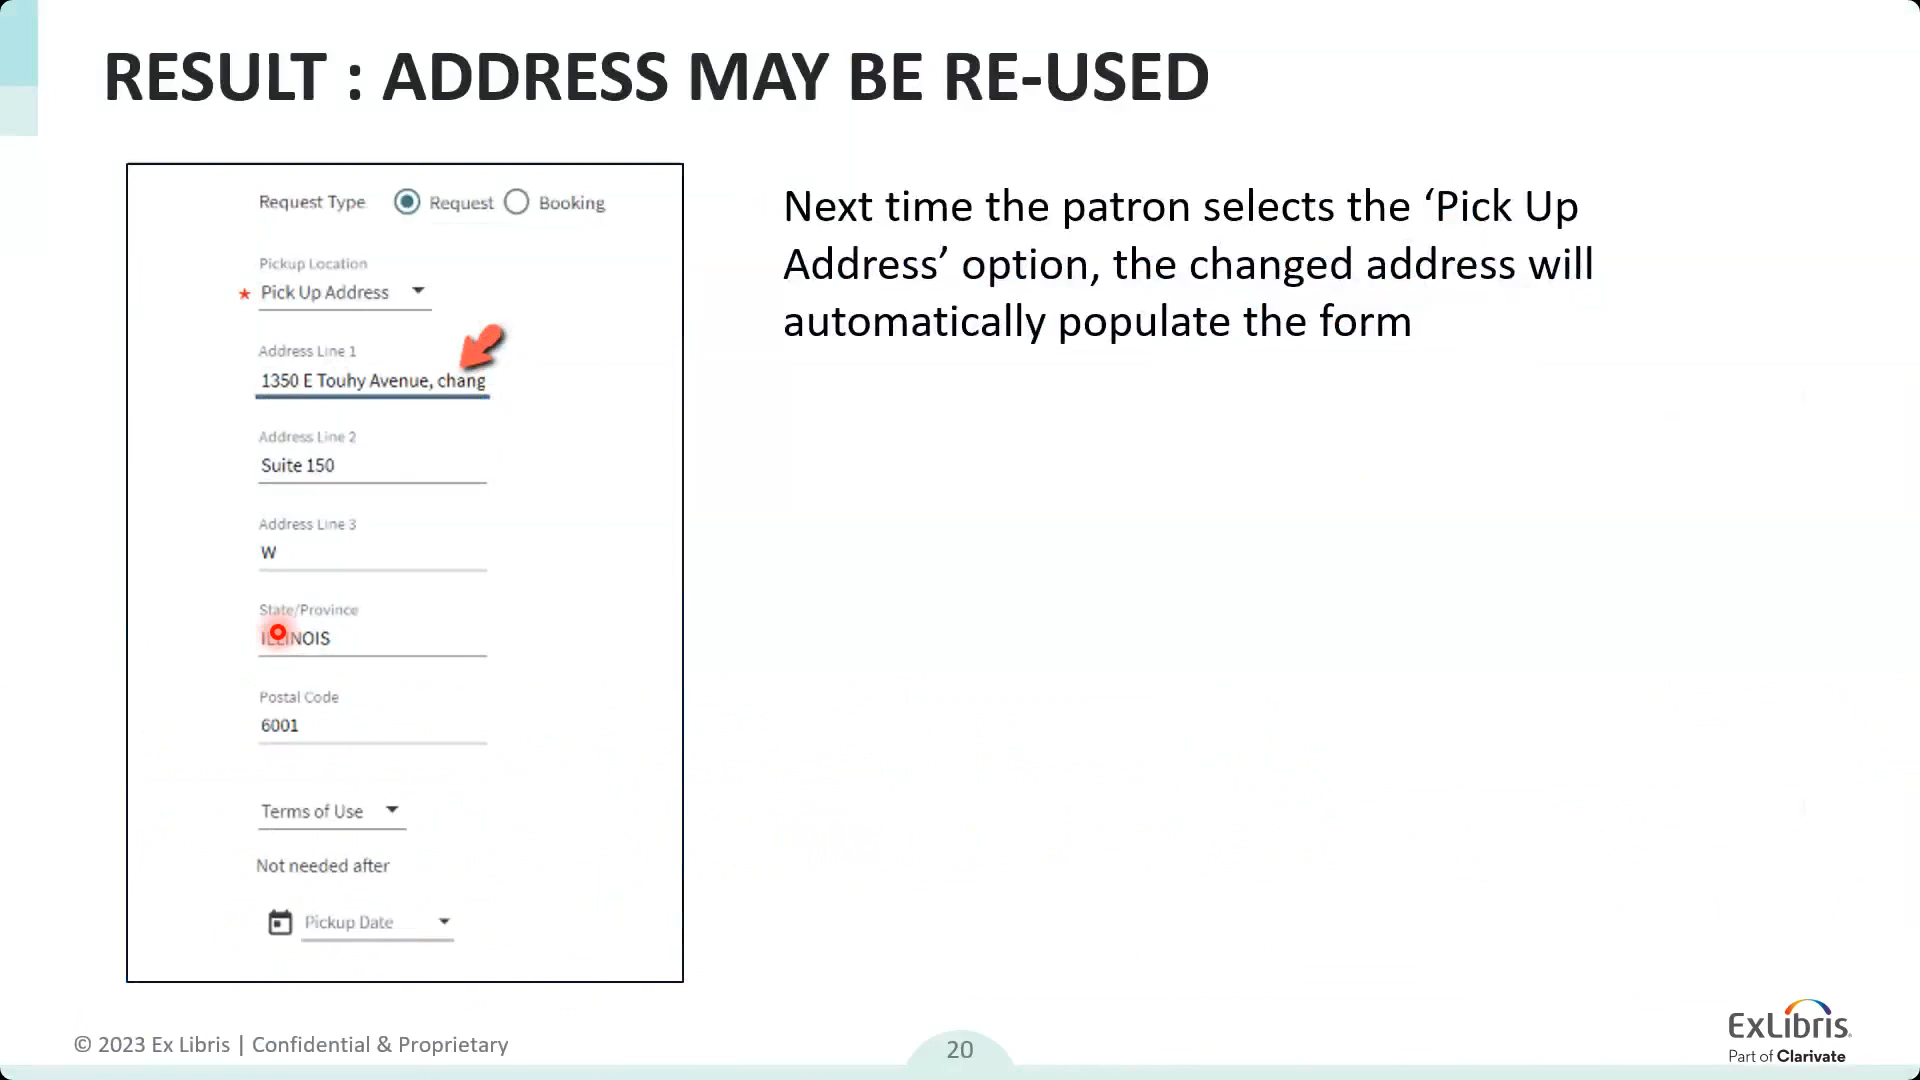 RESULT : ADDRESS MAY BE RE-USED
Request Type Request Booking
Pickup Location
* Pick Up Address
Address Line 1
1350 E Touhy Avenue, chang
Address Line 2
Suite 150
Address Line 3
W
State/Province
ILLINOIS
Postal Code
6001
Terms of Use
Not needed after
Pickup Date
Next time the patron selects the ‘Pick Up
Address’ option, the changed address will
automatically populate the form
© 2023 Ex Libris | Confidential & Proprietary
20
ExLibris
Part of Clarivate